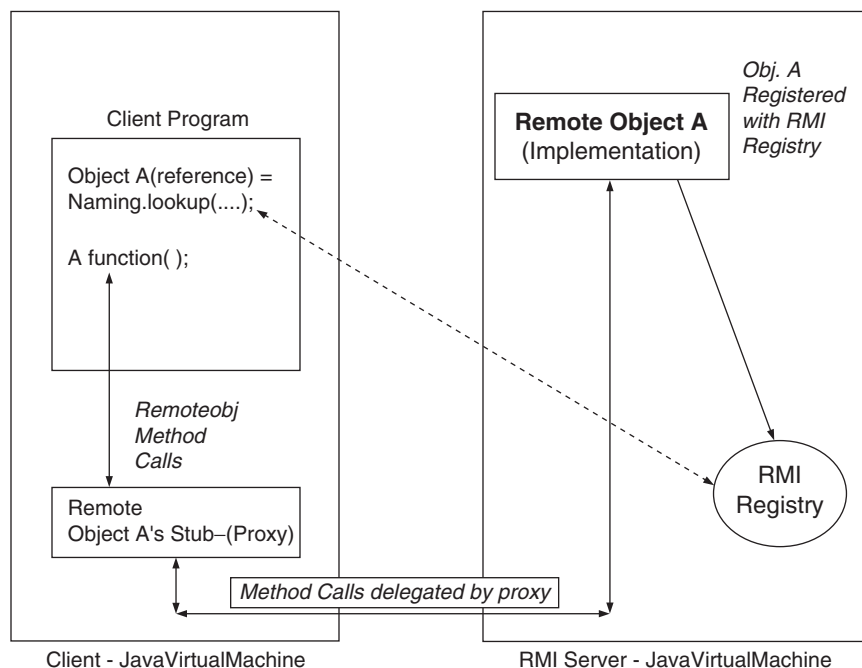 Client Program
Object A(reference) =
Naming.lookup(....);
A function( );
Remoteobj
Method
Calls
Remote
Object A's Stub–(Proxy)
Client - JavaVirtualMachine
Method Calls delegated by proxy
Remote Object A
(Implementation)
Obj. A
Registered
with RMI
Registry
RMI
Registry
RMI Server - JavaVirtualMachine